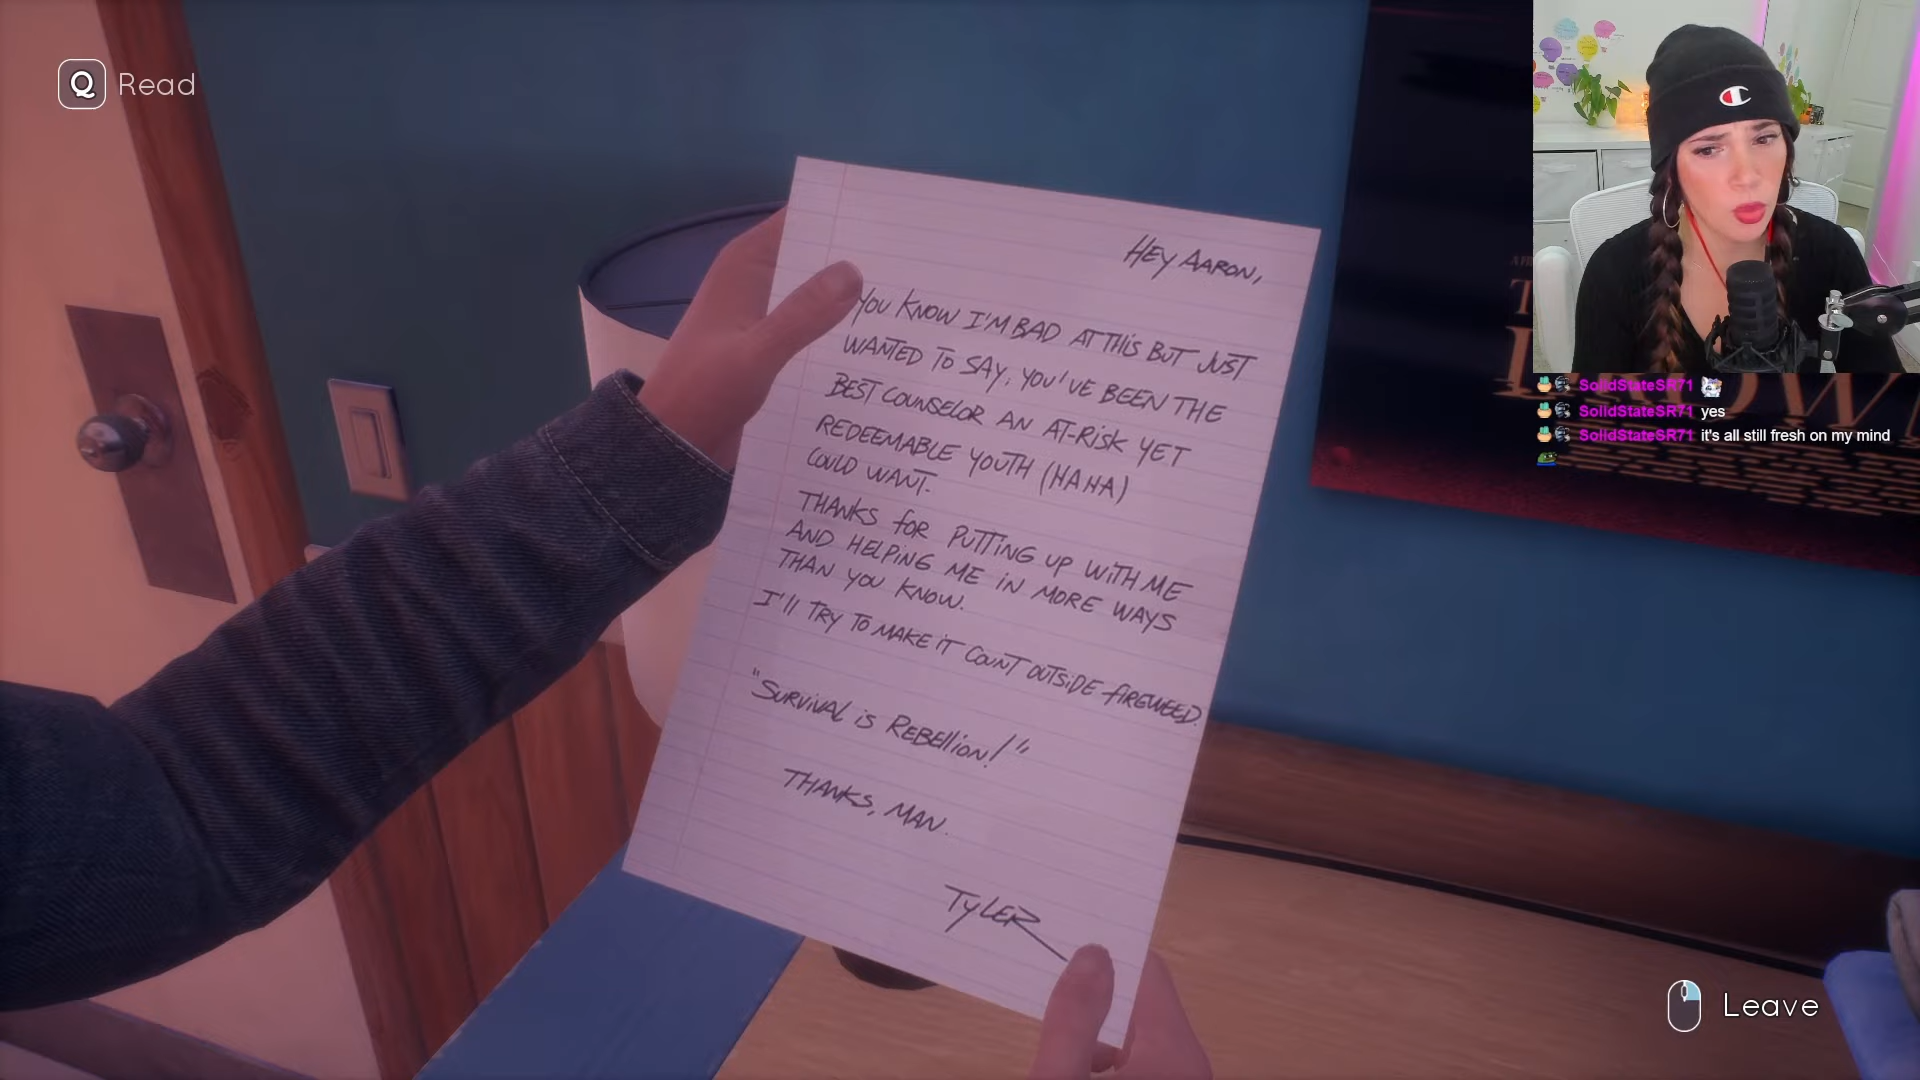 Q Read
HEY AARON,
YOU KNOW I'M BAD AT THIS BUT JUST
WANTED TO SAY, YOU'VE BEEN THE
BEST COUNSELOR AN AT-RISK YET
REDEEMABLE YOUTH (HAHA)
COULD WANT.
THANKS FOR PUTTING UP WITH ME
AND HELPING ME IN MORE WAYS
THAN YOU KNOW.
I'll TRY TO MAKE IT COUNT OUTSIDE FIREWEED.
"SURVIVAL is REBEllioN!"
THANKS, MAN.
TYLER
SolidStateSR71
SolidStateSR71 yes
SolidStateSR71 it's all still fresh on my mind
Leave